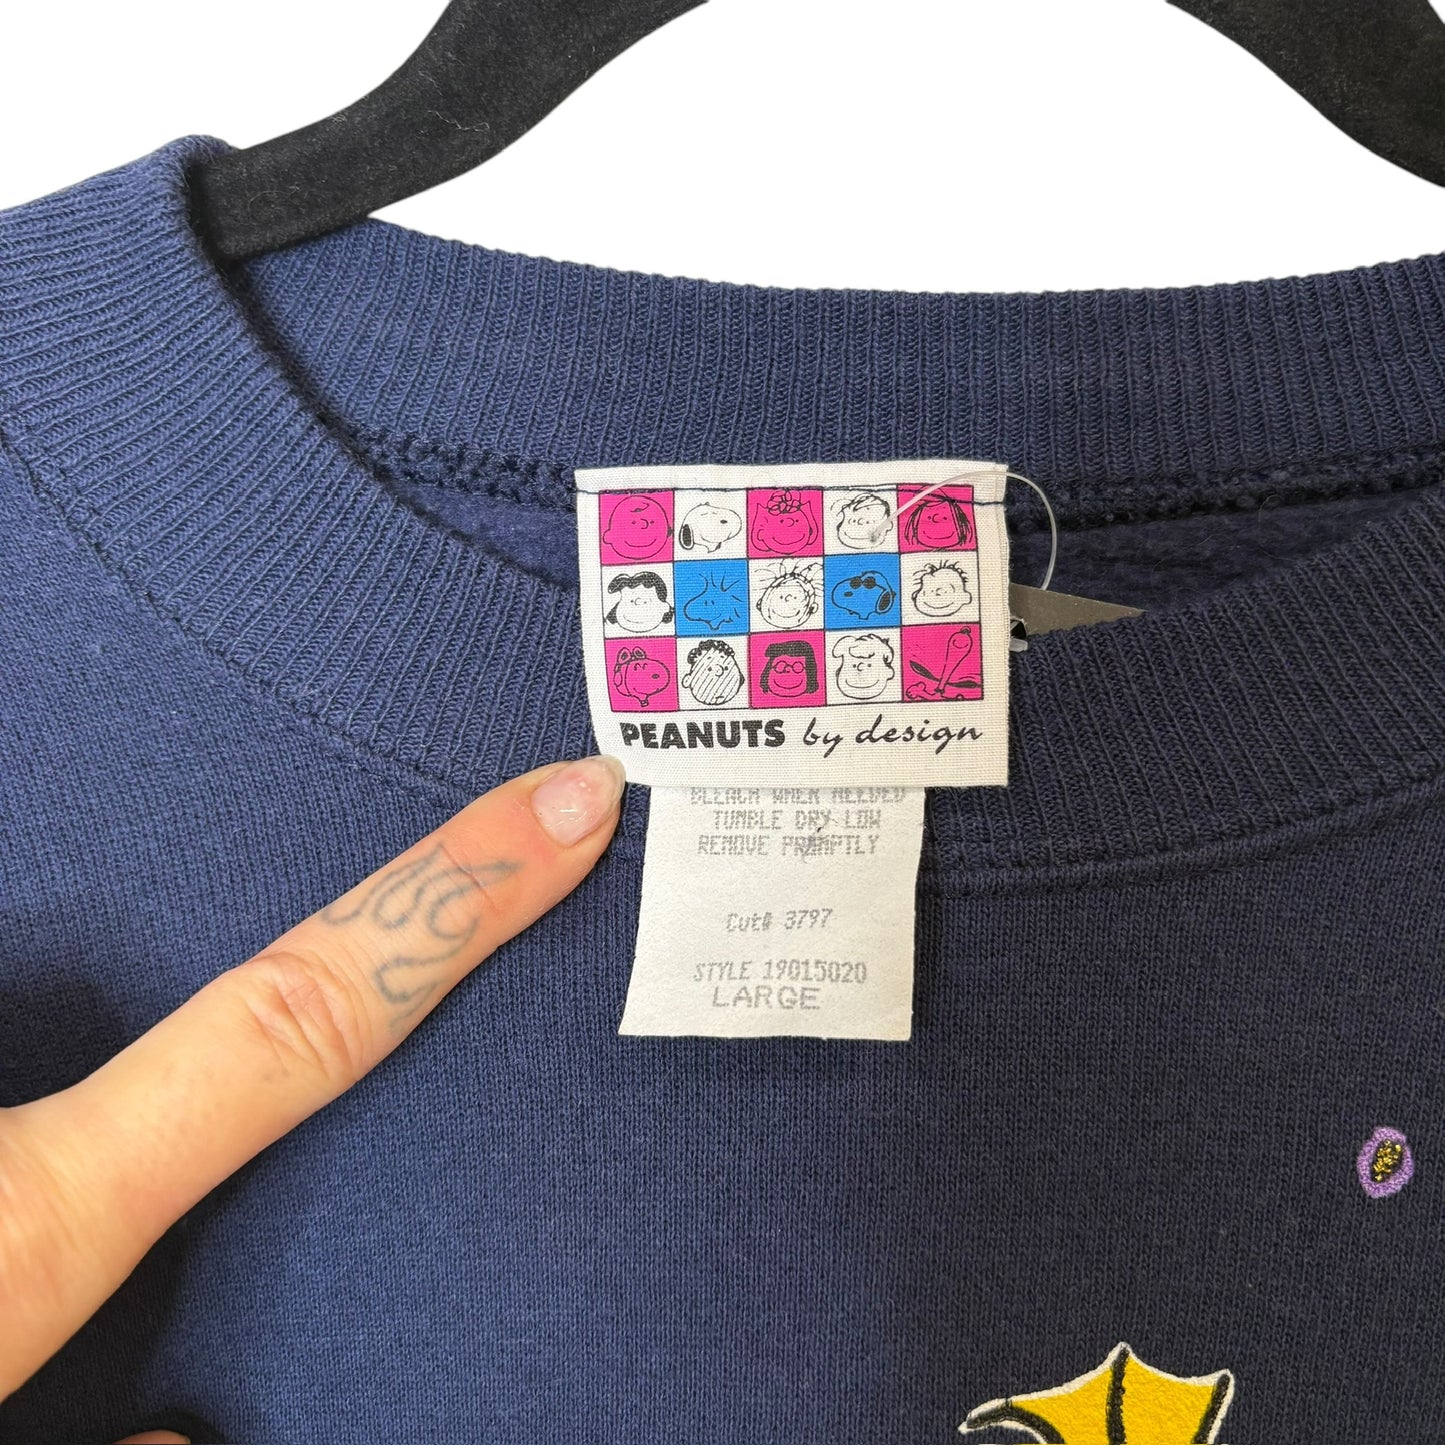 PEANUTS by design
BLEACH WHEN NEEDED
TUMBLE DRY LOW
REMOVE PROMPTLY
Cut# 3797
STYLE 19015020
LARGE